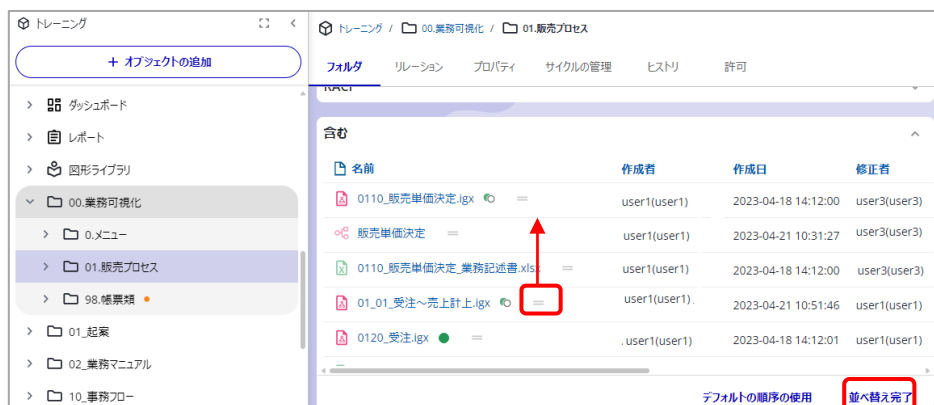 トレーニング
+ オブジェクトの追加
ダッシュボード
レポート
図形ライブラリ
00.業務可視化
0.メニュー
01.販売プロセス
98.帳票類
01_起案
02_業務マニュアル
10_事務フロー
トレーニング / 00.業務可視化 / 01.販売プロセス
フォルダ リレーション プロパティ サイクルの管理 ヒストリ 許可
RACI
含む
名前 作成者 作成日 修正者
0110_販売単価決定.igx user1(user1) 2023-04-18 14:12:00 user3(user3)
販売単価決定 user1(user1) 2023-04-21 10:31:27 user3(user3)
0110_販売単価決定_業務記述書.xlsx user1(user1) 2023-04-18 14:12:00 user3(user3)
01_01_受注～売上計上.igx user1(user1). 2023-04-21 10:51:46 user1(user1)
0120_受注.igx . user1(user1) 2023-04-18 14:12:01 user1(user1)
デフォルトの順序の使用 並べ替え完了